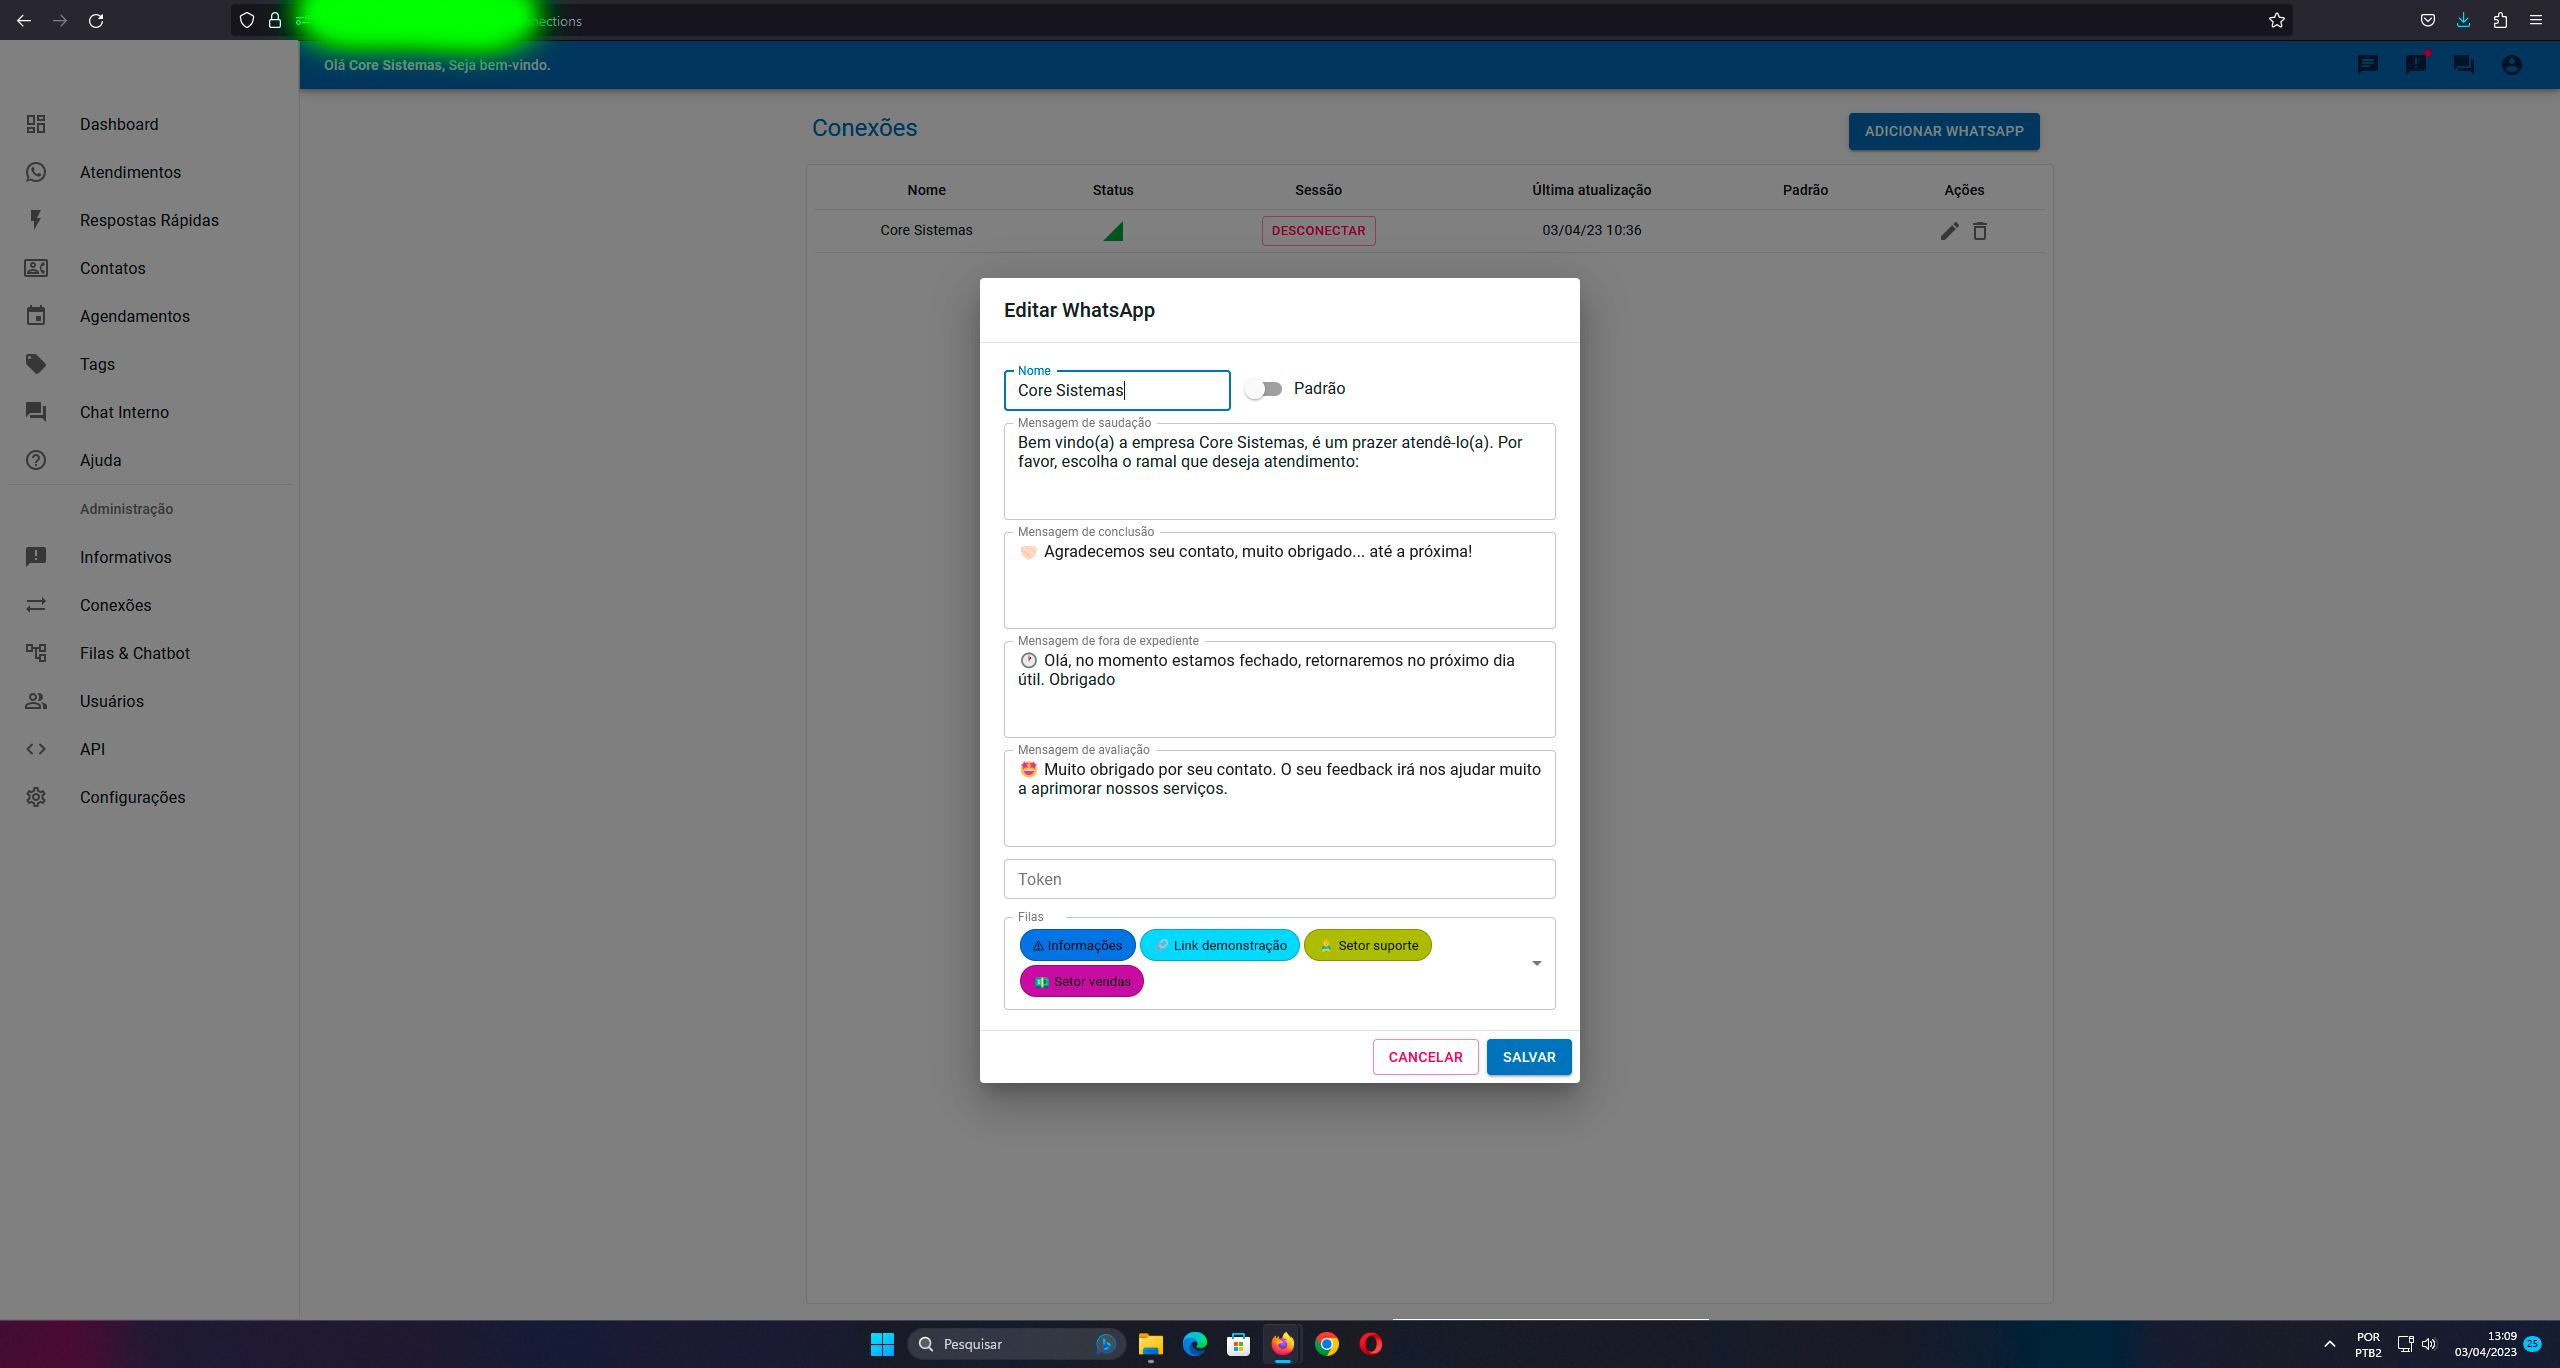 Olá Core Sistemas, Seja bem-vindo.
Dashboard
Atendimentos
Respostas Rápidas
Contatos
Agendamentos
Tags
Chat Interno
Ajuda
Administração
Informativos
Conexões
Filas & Chatbot
Usuários
API
Configurações
Conexões
ADICIONAR WHATSAPP
Nome Status Sessão Última atualização Padrão Ações
Core Sistemas DESCONECTAR 03/04/23 10:36
Editar WhatsApp
Nome
Core Sistemas Padrão
Mensagem de saudação
Bem vindo(a) a empresa Core Sistemas, é um prazer atendê-lo(a). Por
favor, escolha o ramal que deseja atendimento:
Mensagem de conclusão
🤝🏻 Agradecemos seu contato, muito obrigado... até a próxima!
Mensagem de fora de expediente
🕐 Olá, no momento estamos fechado, retornaremos no próximo dia
útil. Obrigado
Mensagem de avaliação
🤩 Muito obrigado por seu contato. O seu feedback irá nos ajudar muito
a aprimorar nossos serviços.
Token
Filas
⚠ Informações 🔗 Link demonstração Setor suporte
💵 Setor vendas
CANCELAR SALVAR
Pesquisar
POR
PTB2
13:09
03/04/2023
25